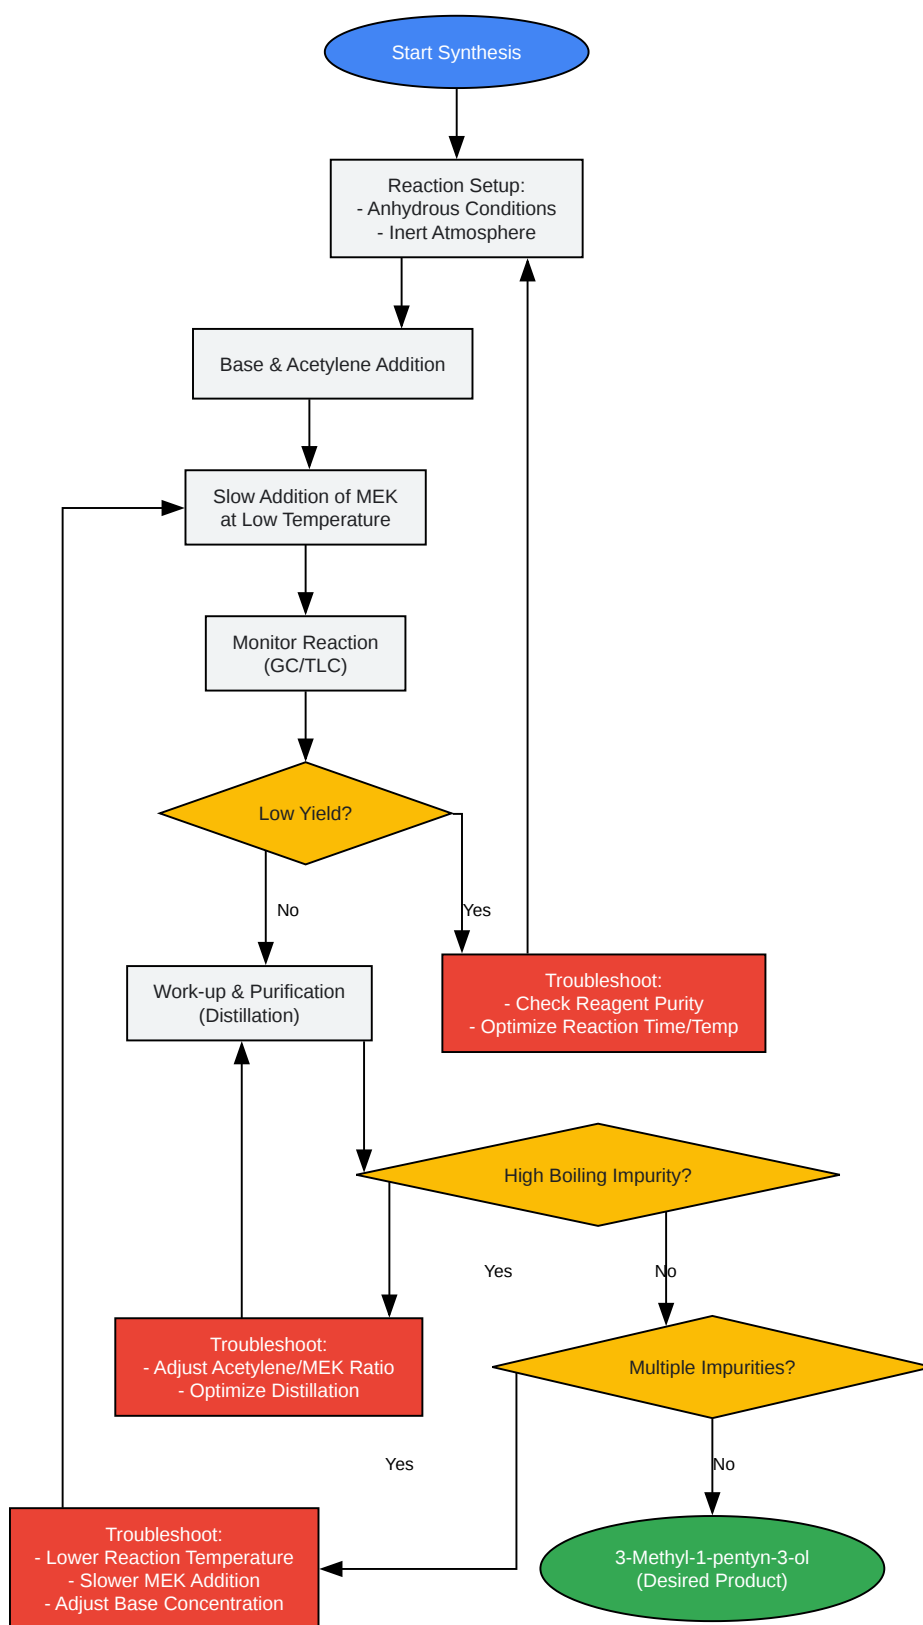 Start Synthesis
Reaction Setup:
- Anhydrous Conditions
- Inert Atmosphere
Base & Acetylene Addition
Slow Addition of MEK
at Low Temperature
Monitor Reaction
(GC/TLC)
Low Yield?
No
Yes
Work-up & Purification
(Distillation)
Troubleshoot:
- Check Reagent Purity
- Optimize Reaction Time/Temp
High Boiling Impurity?
Yes
No
Troubleshoot:
- Adjust Acetylene/MEK Ratio
- Optimize Distillation
Multiple Impurities?
Yes
No
Troubleshoot:
- Lower Reaction Temperature
- Slower MEK Addition
- Adjust Base Concentration
3-Methyl-1-pentyn-3-ol
(Desired Product)